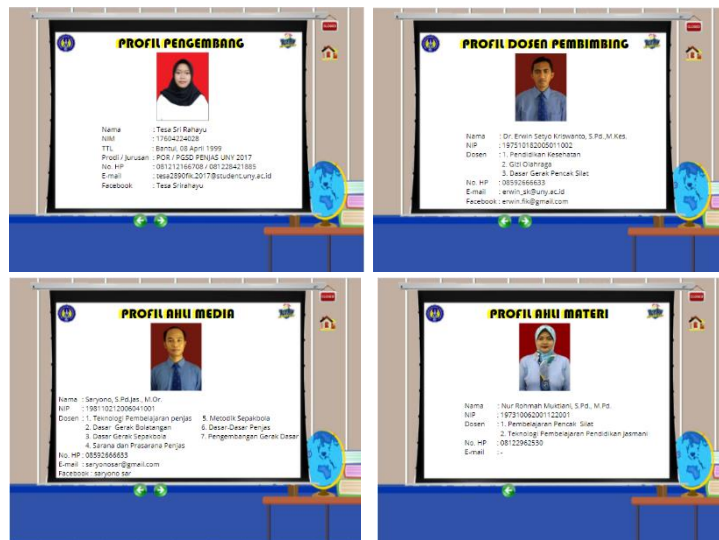 PROFIL PENGEMBANG
Nama : Tesa Sri Rahayu
NIM : 17604224028
TTL : Bantul, 08 April 1999
Prodi / Jurusan : POR / PGSD PENJAS UNY 2017
No. HP : 081212166708 / 081228421885
E-mail : tesa2890fik.2017@student.uny.ac.id
Facebook : Tesa Srirahayu
PROFIL DOSEN PEMBIMBING
Nama : Dr. Erwin Setyo Kriswanto, S.Pd.,M.Kes.
NIP : 197510182005011002
Dosen : 1. Pendidikan Kesehatan
2. Gizi Olahraga
3. Dasar Gerak Pencak Silat
No. HP : 08592666633
E-mail : erwin_sk@uny.ac.id
Facebook : erwin.fik@gmail.com
PROFIL AHLI MEDIA
Nama : Saryono, S.Pd.Jas., M.Or.
NIP : 198110212006041001
Dosen : 1. Teknologi Pembelajaran penjas 5. Metodik Sepakbola
2. Dasar Gerak Bolatangan 6. Desar-Dasar Penjas
3. Dasar Gerak Sepakbola 7. Pengembangan Gerak Dasar
4. Sarana dan Prasarana Penjas
No. HP : 08592666633
E-mail : saryonosar@gmail.com
Facebook : saryono sar
PROFIL AHLI MATERI
Nama : Nur Rohmah Muktiani, S.Pd., M.Pd.
NIP : 197310062001122001
Dosen : 1. Pembelajaran Pencak Silat
2. Teknologi Pembelajaran Pendidikan Jasmani
No. HP : 08122962530
E-mail : -